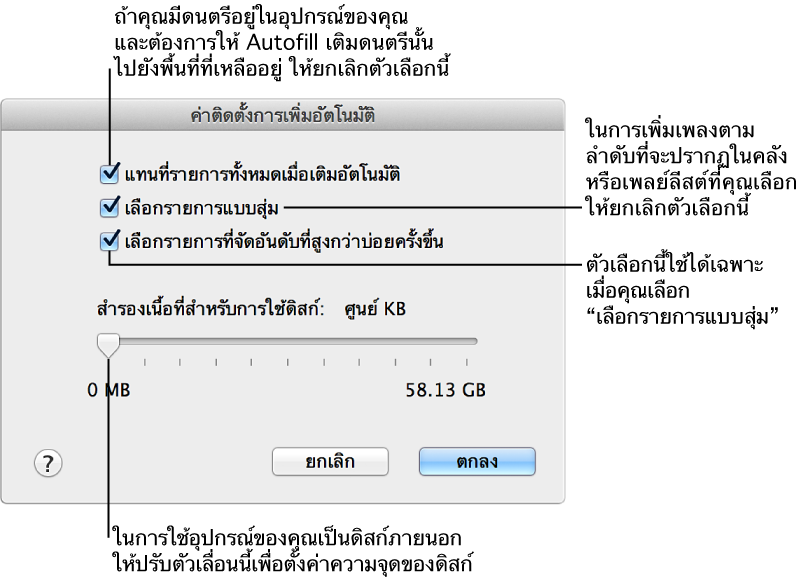 ถ้าคุณมีดนตรีอยู่ในอุปกรณ์ของคุณ
และต้องการให้ Autofill เติมดนตรีนั้น
ไปยังพื้นที่ที่เหลืออยู่ ให้ยกเลิกตัวเลือกนี้
ค่าติดตั้งการเพิ่มอัตโนมัติ
แทนที่รายการทั้งหมดเมื่อเติมอัตโนมัติ
เลือกรายการแบบสุ่ม
เลือกรายการที่จัดอันดับที่สูงกว่าบ่อยครั้งขึ้น
ในการเพิ่มเพลงตาม
ลำดับที่จะปรากฏในคลัง
หรือเพลย์ลีสต์ที่คุณเลือก
ให้ยกเลิกตัวเลือกนี้
ตัวเลือกนี้ใช้ได้เฉพาะ
เมื่อคุณเลือก
“เลือกรายการแบบสุ่ม”
สำรองเนื้อที่สำหรับการใช้ดิสก์: ศูนย์ KB
0 MB 58.13 GB
? ยกเลิก ตกลง
ในการใช้อุปกรณ์ของคุณเป็นดิสก์ภายนอก
ให้ปรับตัวเลื่อนนี้เพื่อตั้งค่าความจุของดิสก์